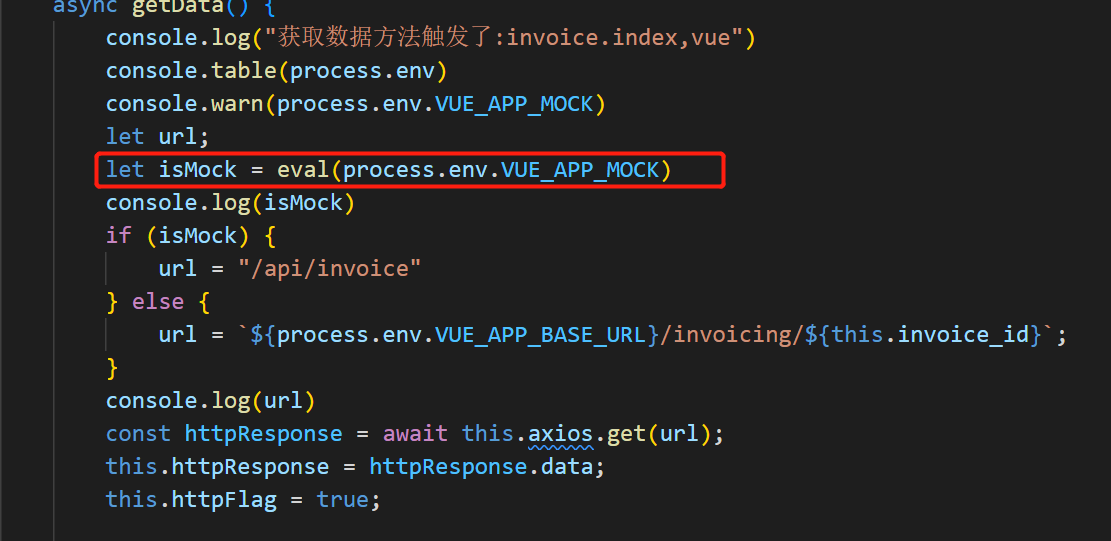 async getData() {
console.log("获取数据方法触发了:invoice.index,vue")
console.table(process.env)
console.warn(process.env.VUE_APP_MOCK)
let url;
let isMock = eval(process.env.VUE_APP_MOCK)
console.log(isMock)
if (isMock) {
url = "/api/invoice"
} else {
url = `${process.env.VUE_APP_BASE_URL}/invoicing/${this.invoice_id}`;
}
console.log(url)
const httpResponse = await this.axios.get(url);
this.httpResponse = httpResponse.data;
this.httpFlag = true;